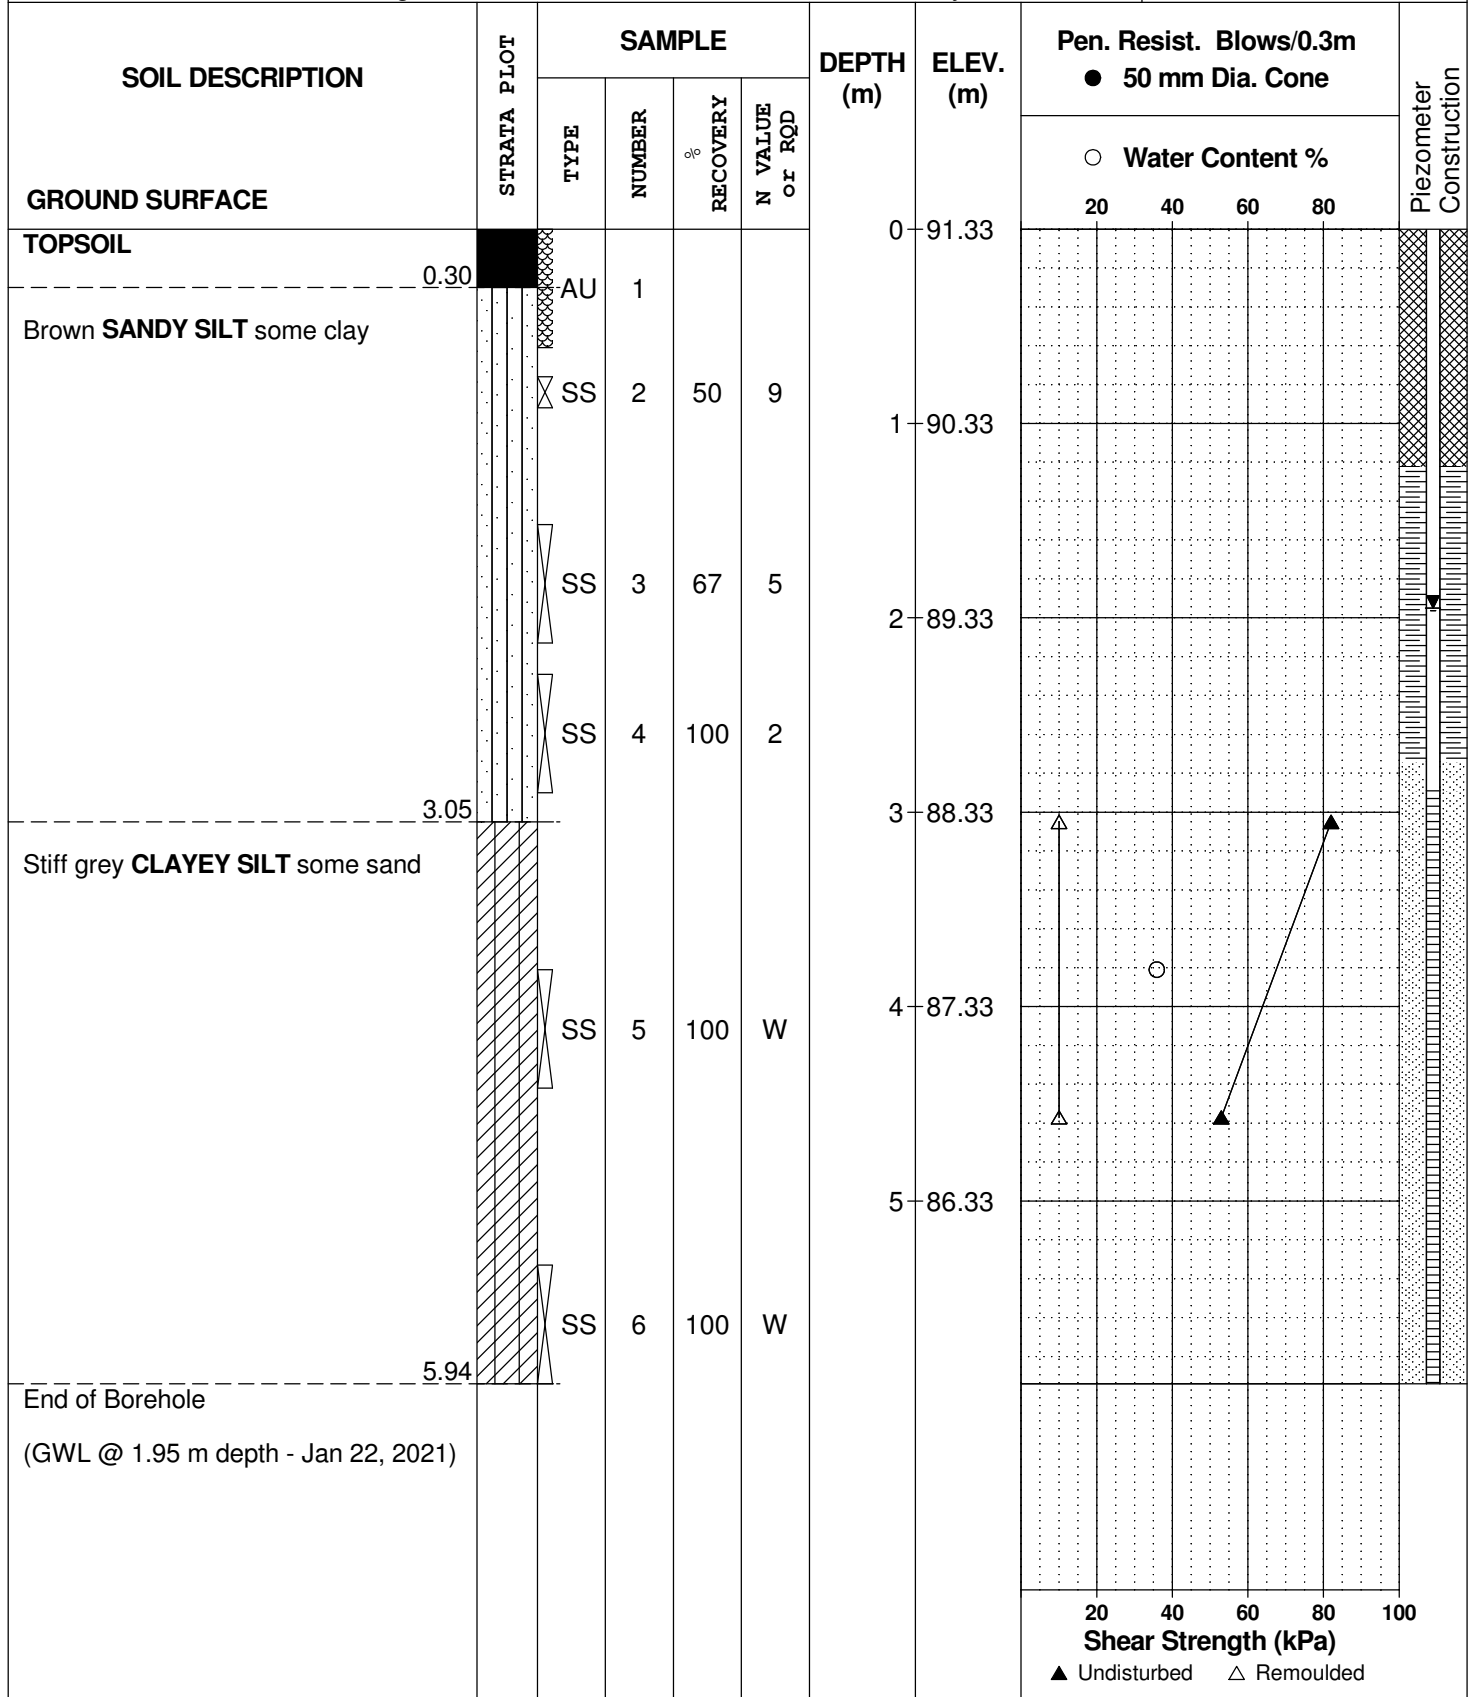 SOIL DESCRIPTION
GROUND SURFACE
STRATA PLOT
SAMPLE
TYPE
NUMBER
% RECOVERY
N VALUE or RQD
DEPTH (m)
ELEV. (m)
Pen. Resist. Blows/0.3m
● 50 mm Dia. Cone
○ Water Content %
20 40 60 80
Piezometer Construction
TOPSOIL
0 91.33
0.30
AU 1
Brown SANDY SILT some clay
SS 2 50 9
1 90.33
SS 3 67 5
2 89.33
SS 4 100 2
3.05
3 88.33
Stiff grey CLAYEY SILT some sand
4 87.33
SS 5 100 W
5 86.33
SS 6 100 W
5.94
End of Borehole
(GWL @ 1.95 m depth - Jan 22, 2021)
20 40 60 80 100
Shear Strength (kPa)
▲ Undisturbed △ Remoulded